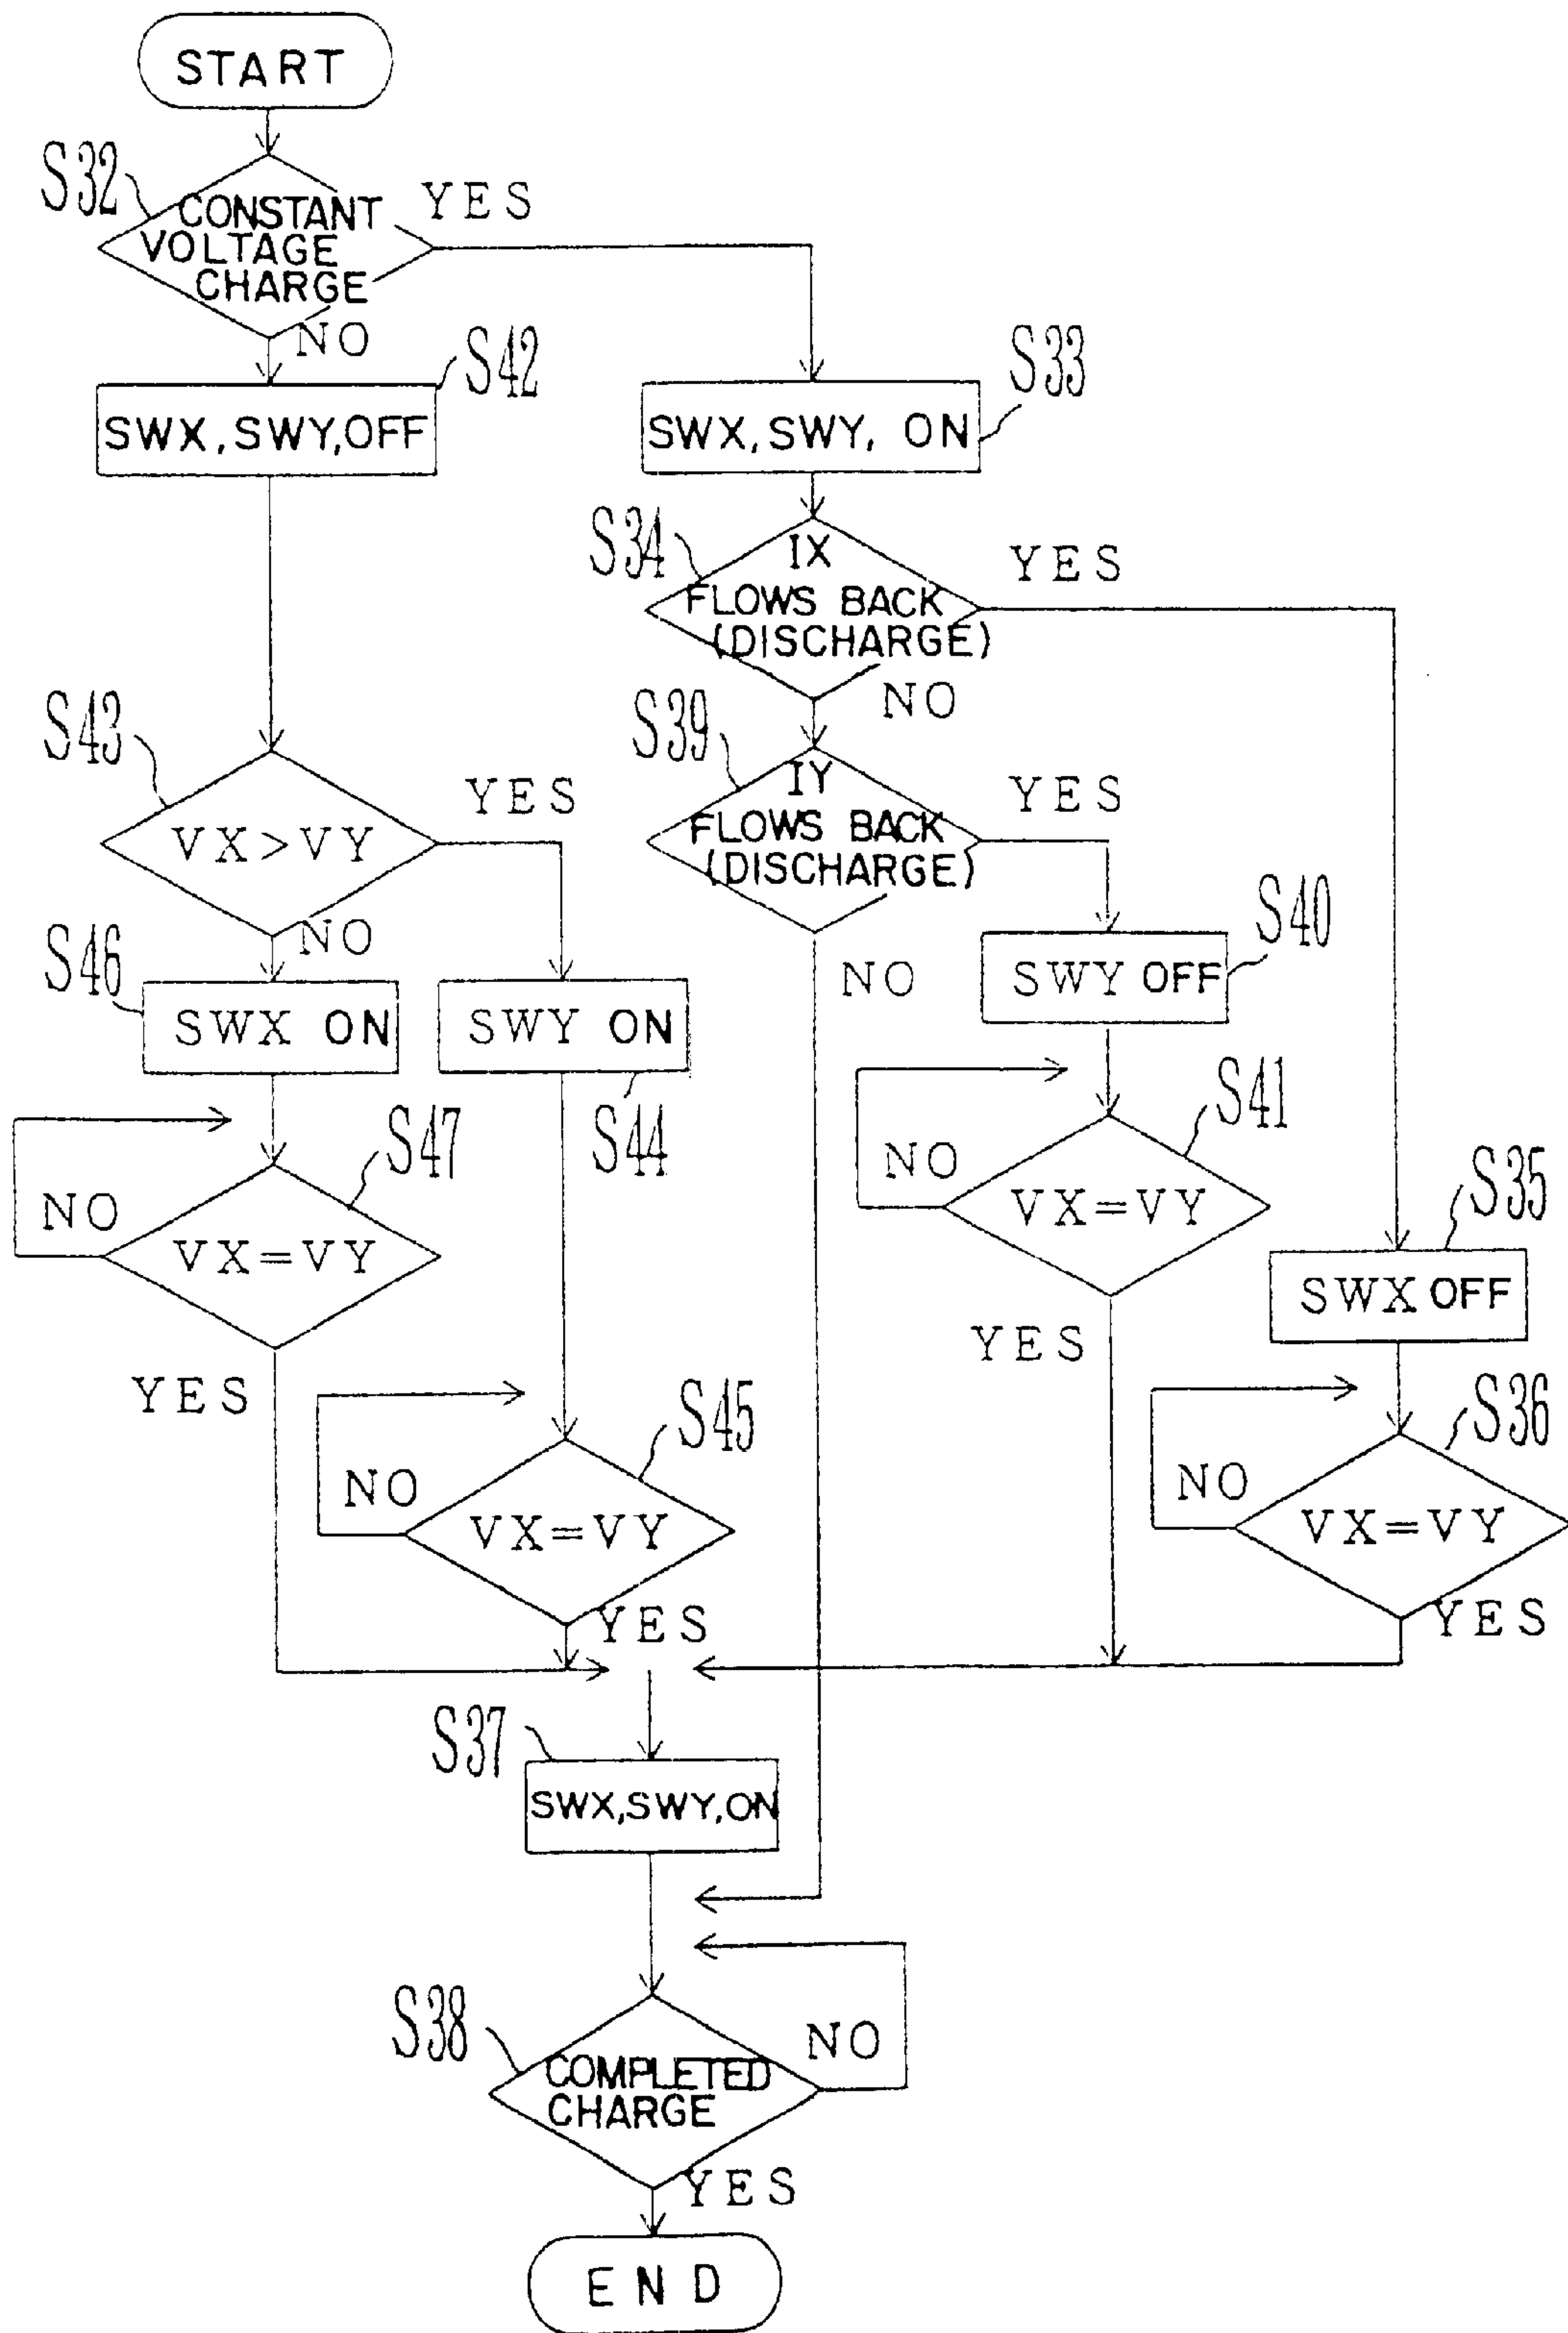 START
S32
CONSTANT
VOLTAGE
CHARGE
YES
NO
S42
SWX, SWY, OFF
S33
SWX, SWY, ON
S34
IX
FLOWS BACK
(DISCHARGE)
YES
NO
S43
VX>VY
YES
NO
S39
IY
FLOWS BACK
(DISCHARGE)
YES
NO
S46
SWX ON
SWY ON
S44
S40
SWY OFF
S47
NO
VX=VY
YES
S41
NO
VX=VY
YES
S35
SWX OFF
S45
NO
VX=VY
YES
S36
NO
VX=VY
YES
S37
SWX, SWY, ON
S38
COMPLETED
CHARGE
NO
YES
END